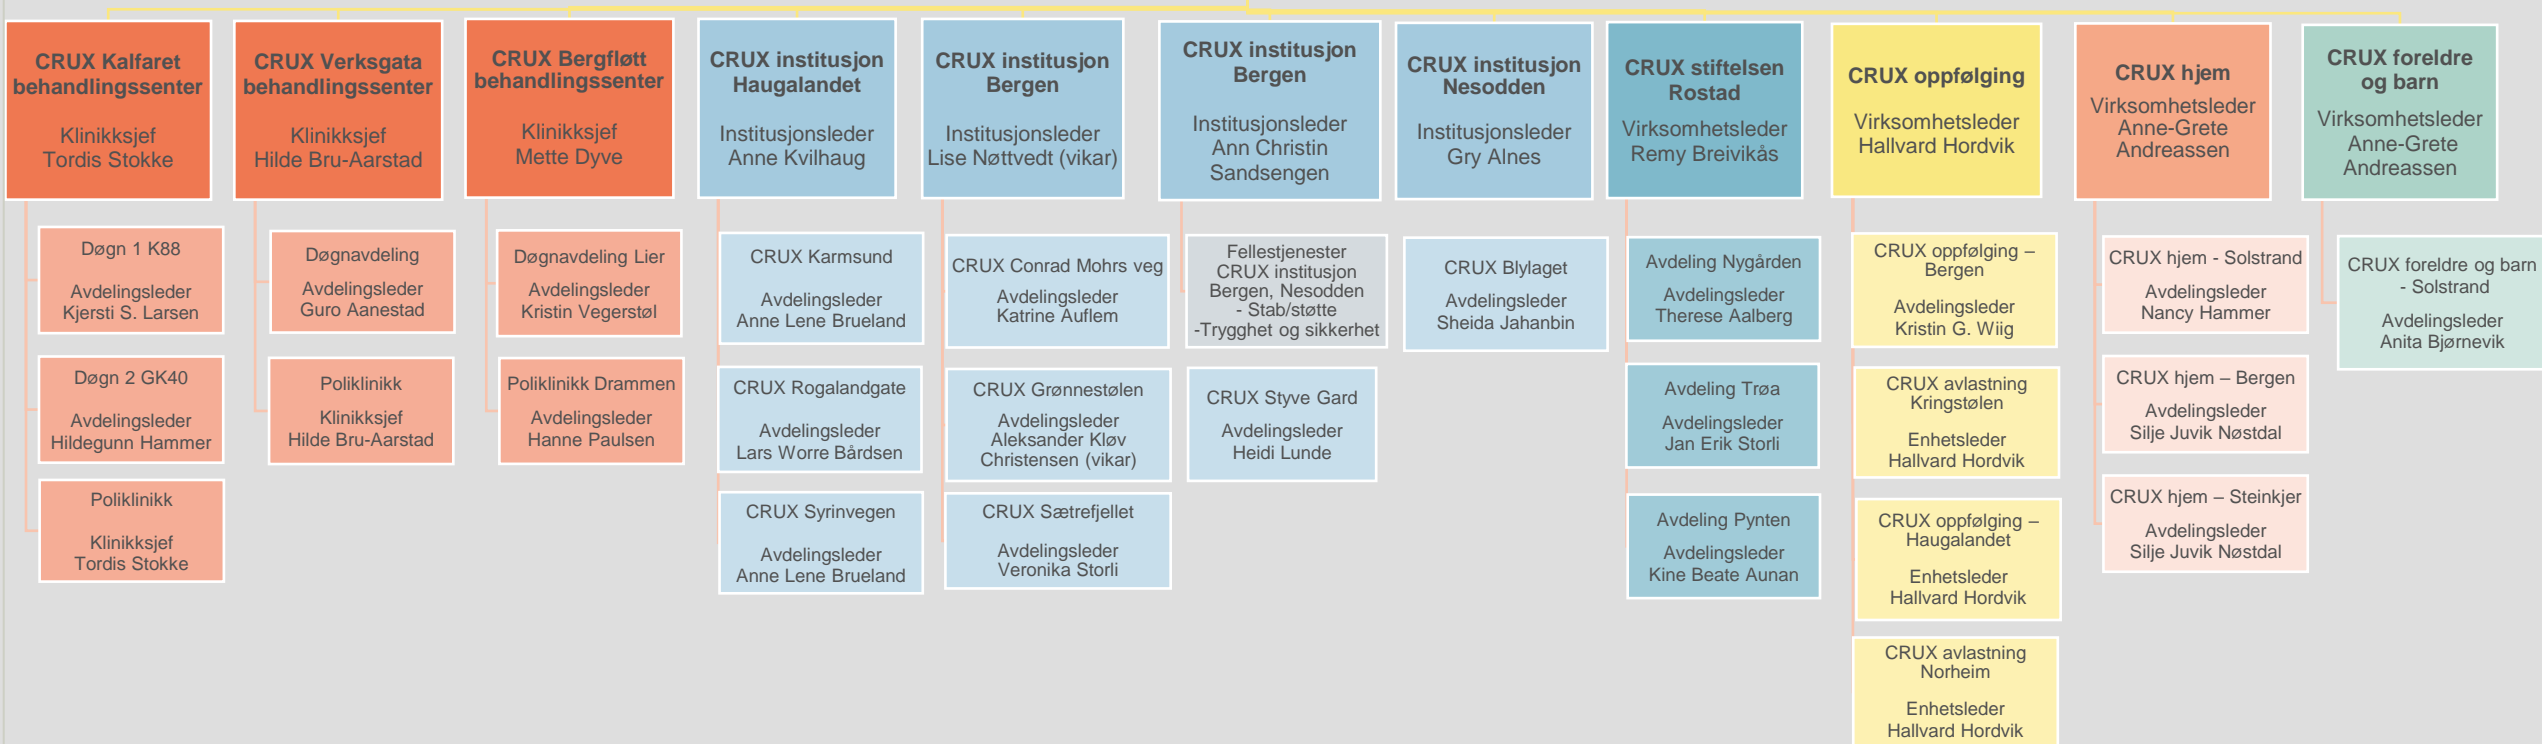 CRUX Kalfaret
behandlingssenter
Klinikksjef
Tordis Stokke
Døgn 1 K88
Avdelingsleder
Kjersti S. Larsen
Døgn 2 GK40
Avdelingsleder
Hildegunn Hammer
Poliklinikk
Klinikksjef
Tordis Stokke
CRUX Verksgata
behandlingssenter
Klinikksjef
Hilde Bru-Aarstad
Døgnavdeling
Avdelingsleder
Guro Aanestad
Poliklinikk
Klinikksjef
Hilde Bru-Aarstad
CRUX Bergfløtt
behandlingssenter
Klinikksjef
Mette Dyve
Døgnavdeling Lier
Avdelingsleder
Kristin Vegerstøl
Poliklinikk Drammen
Avdelingsleder
Hanne Paulsen
CRUX institusjon
Haugalandet
Institusjonsleder
Anne Kvilhaug
CRUX Karmsund
Avdelingsleder
Anne Lene Brueland
CRUX Rogalandgate
Avdelingsleder
Lars Worre Bårdsen
CRUX Syrinvegen
Avdelingsleder
Anne Lene Brueland
CRUX institusjon
Bergen
Institusjonsleder
Lise Nøttvedt (vikar)
CRUX Conrad Mohrs veg
Avdelingsleder
Katrine Auflem
CRUX Grønnestølen
Avdelingsleder
Aleksander Kløv
Christensen (vikar)
CRUX Sætrefjellet
Avdelingsleder
Veronika Storli
CRUX institusjon
Bergen
Institusjonsleder
Ann Christin
Sandsengen
Fellestjenester
CRUX institusjon
Bergen, Nesodden
- Stab/støtte
-Trygghet og sikkerhet
CRUX Styve Gard
Avdelingsleder
Heidi Lunde
CRUX institusjon
Nesodden
Institusjonsleder
Gry Alnes
CRUX Blylaget
Avdelingsleder
Sheida Jahanbin
CRUX stiftelsen
Rostad
Virksomhetsleder
Remy Breivikås
Avdeling Nygården
Avdelingsleder
Therese Aalberg
Avdeling Trøa
Avdelingsleder
Jan Erik Storli
Avdeling Pynten
Avdelingsleder
Kine Beate Aunan
CRUX oppfølging
Virksomhetsleder
Hallvard Hordvik
CRUX oppfølging –
Bergen
Avdelingsleder
Kristin G. Wiig
CRUX avlastning
Kringstølen
Enhetsleder
Hallvard Hordvik
CRUX oppfølging –
Haugalandet
Enhetsleder
Hallvard Hordvik
CRUX avlastning
Norheim
Enhetsleder
Hallvard Hordvik
CRUX hjem
Virksomhetsleder
Anne-Grete
Andreassen
CRUX hjem - Solstrand
Avdelingsleder
Nancy Hammer
CRUX hjem – Bergen
Avdelingsleder
Silje Juvik Nøstdal
CRUX hjem – Steinkjer
Avdelingsleder
Silje Juvik Nøstdal
CRUX foreldre
og barn
Virksomhetsleder
Anne-Grete
Andreassen
CRUX foreldre og barn
- Solstrand
Avdelingsleder
Anita Bjørnevik